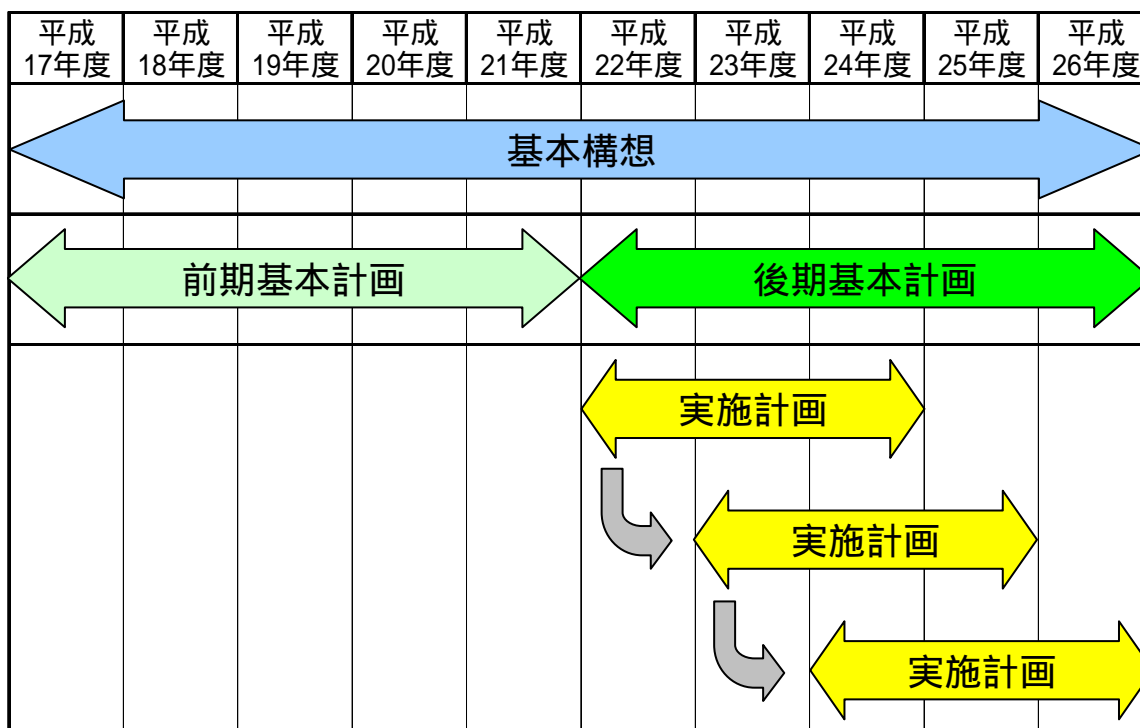 平成
17年度
平成
18年度
平成
19年度
平成
20年度
平成
21年度
平成
22年度
平成
23年度
平成
24年度
平成
25年度
平成
26年度
基本構想
前期基本計画
後期基本計画
実施計画
実施計画
実施計画